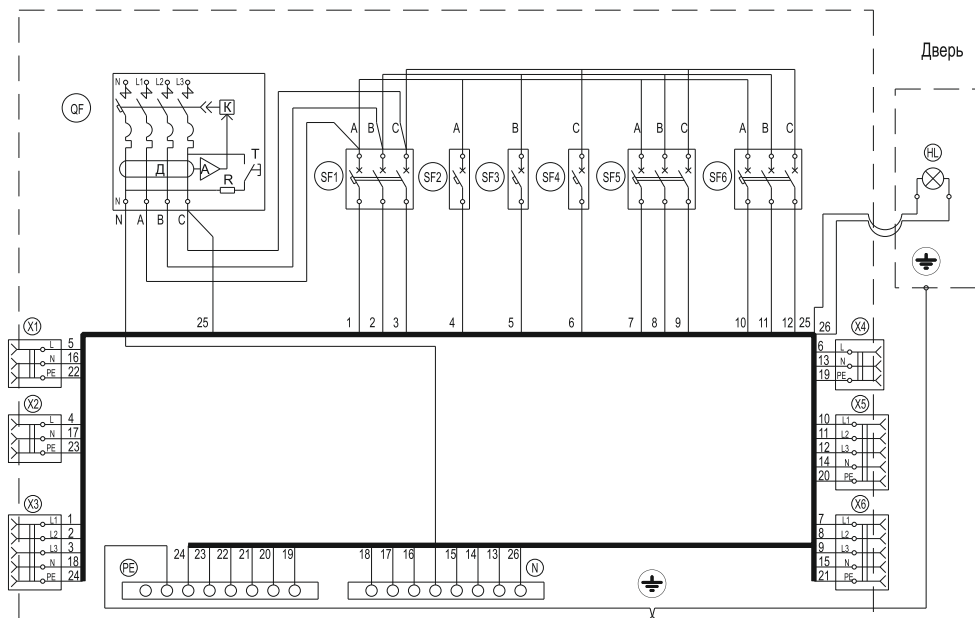 Дверь
N L1 L2 L3
QF
К
Д
А
R
Т
N
N A B C
A B C
A
B
C
A B C
A B C
SF1
SF2
SF3
SF4
SF5
SF6
HL
25
1 2 3
4
5
6
7 8 9
10 11 12 25
26
X1
L 5
N 16
PE 22
X2
L 4
N 17
PE 23
X3
L1 1
L2 2
L3 3
N 18
PE 24
X4
6 L
13 N
19 PE
X5
10 L1
11 L2
12 L3
14 N
20 PE
X6
7 L1
8 L2
9 L3
15 N
21 PE
PE
24 23 22 21 20 19
18 17 16 15 14 13 26
N